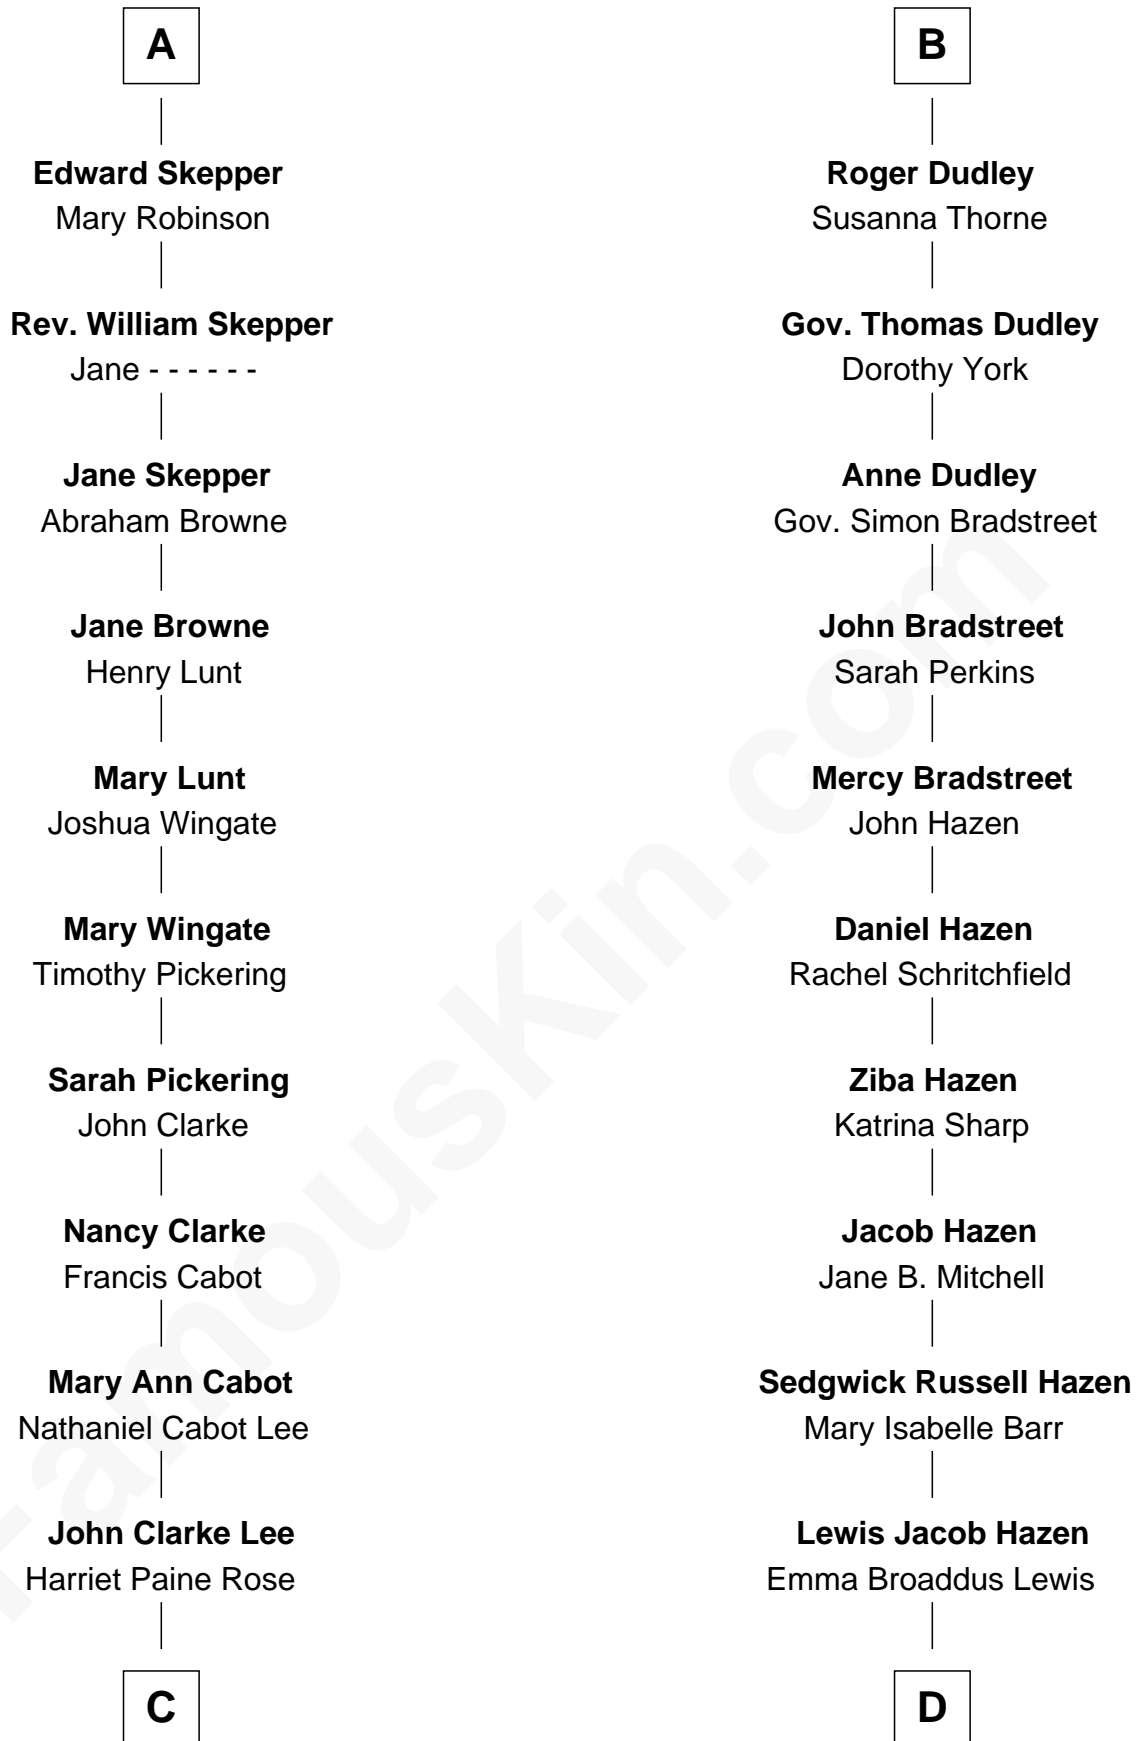 A
Edward Skepper
Mary Robinson
Rev. William Skepper
Jane - - - - - -
Jane Skepper
Abraham Browne
Jane Browne
Henry Lunt
Mary Lunt
Joshua Wingate
Mary Wingate
Timothy Pickering
Sarah Pickering
John Clarke
Nancy Clarke
Francis Cabot
Mary Ann Cabot
Nathaniel Cabot Lee
John Clarke Lee
Harriet Paine Rose
C
B
Roger Dudley
Susanna Thorne
Gov. Thomas Dudley
Dorothy York
Anne Dudley
Gov. Simon Bradstreet
John Bradstreet
Sarah Perkins
Mercy Bradstreet
John Hazen
Daniel Hazen
Rachel Schritchfield
Ziba Hazen
Katrina Sharp
Jacob Hazen
Jane B. Mitchell
Sedgwick Russell Hazen
Mary Isabelle Barr
Lewis Jacob Hazen
Emma Broaddus Lewis
D
FamousKin.com